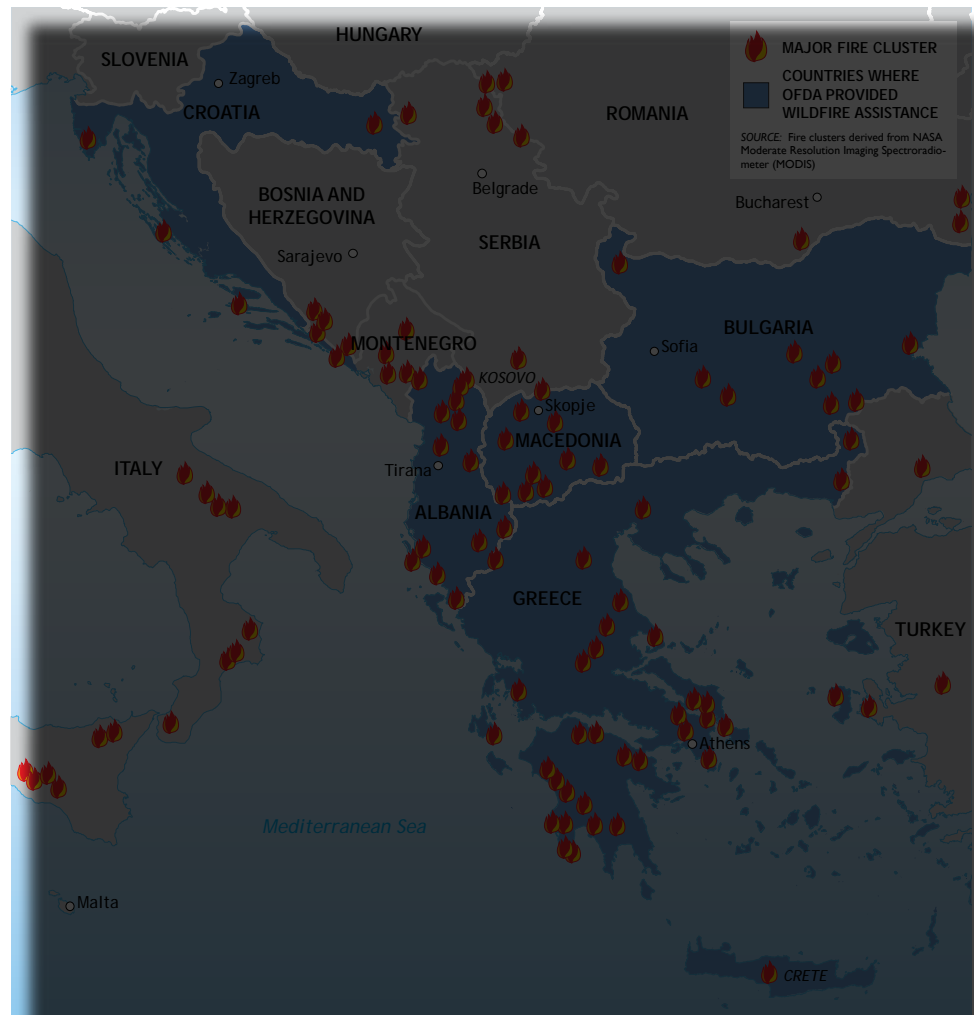 HUNGARY
SLOVENIA
Zagreb
CROATIA
MAJOR FIRE CLUSTER
COUNTRIES WHERE
OFDA PROVIDED
WILDFIRE ASSISTANCE
SOURCE: Fire clusters derived from NASA
Moderate Resolution Imaging Spectroradio-
meter (MODIS)
ROMANIA
Belgrade
BOSNIA AND
HERZEGOVINA
Bucharest
SERBIA
Sarajevo
BULGARIA
MONTENEGRO
Sofia
KOSOVO
Skopje
MACEDONIA
ITALY
Tirana
ALBANIA
GREECE
TURKEY
Athens
Mediterranean Sea
Malta
CRETE